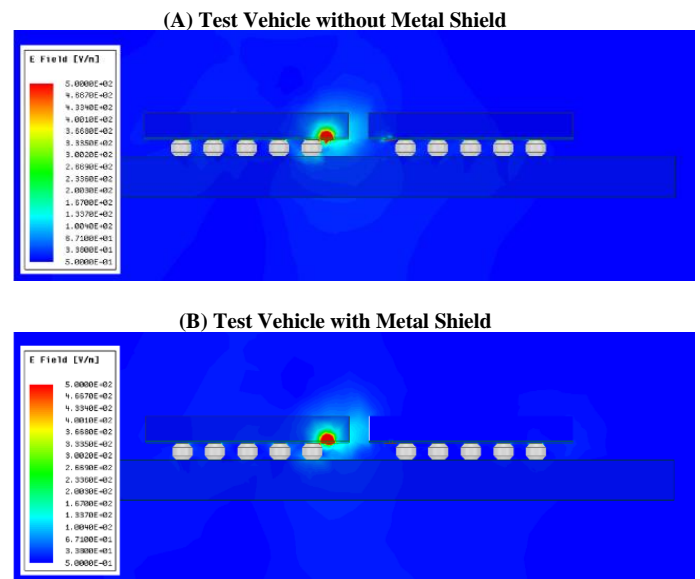 (A) Test Vehicle without Metal Shield
E Field [V/m]
5.0000E+02
4.6670E+02
4.3340E+02
4.0010E+02
3.6680E+02
3.3350E+02
3.0020E+02
2.6690E+02
2.3360E+02
2.0030E+02
1.6700E+02
1.3370E+02
1.0040E+02
6.7100E+01
3.3800E+01
5.0000E-01
(B) Test Vehicle with Metal Shield
E Field [V/m]
5.0000E+02
4.6670E+02
4.3340E+02
4.0010E+02
3.6680E+02
3.3350E+02
3.0020E+02
2.6690E+02
2.3360E+02
2.0030E+02
1.6700E+02
1.3370E+02
1.0040E+02
6.7100E+01
3.3800E+01
5.0000E-01